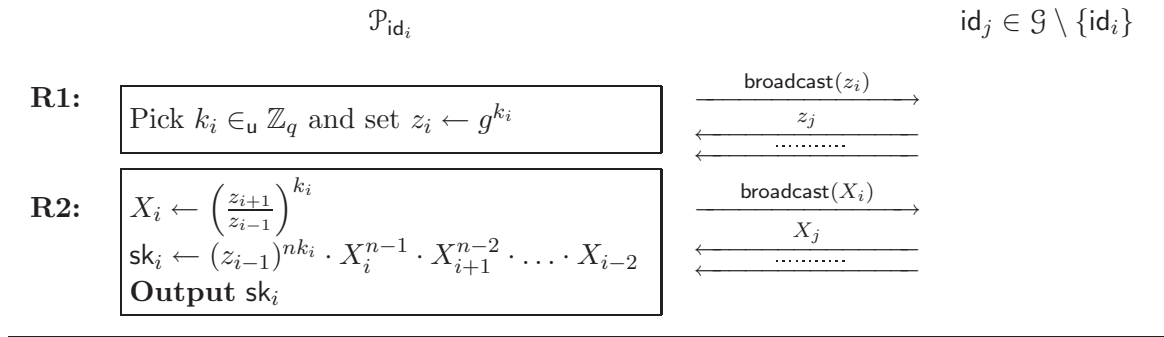 𝒫_{id_i} id_j ∈ 𝒢 \ {id_i}
R1: Pick k_i ∈_u ℤ_q and set z_i ← g^{k_i}
broadcast(z_i)
z_j
...........
R2: X_i ← (z_{i+1}/z_{i-1})^{k_i}
broadcast(X_i)
sk_i ← (z_{i-1})^{nk_i} · X_i^{n-1} · X_{i+1}^{n-2} · … · X_{i-2}
X_j
...........
Output sk_i